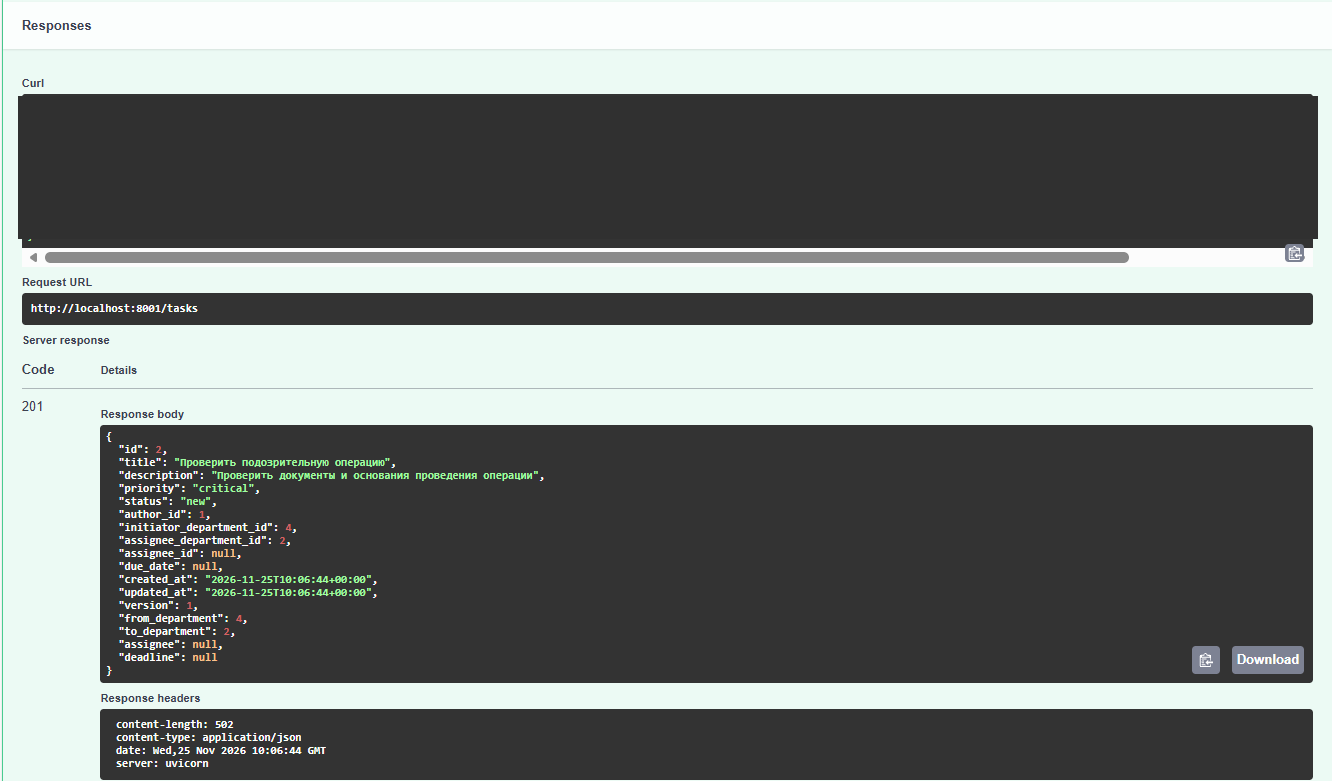 Responses
Curl
Request URL
http://localhost:8001/tasks
Server response
Code Details
201
Response body
{
"id": 2,
"title": "Проверить подозрительную операцию",
"description": "Проверить документы и основания проведения операции",
"priority": "critical",
"status": "new",
"author_id": 1,
"initiator_department_id": 4,
"assignee_department_id": 2,
"assignee_id": null,
"due_date": null,
"created_at": "2026-11-25T10:06:44+00:00",
"updated_at": "2026-11-25T10:06:44+00:00",
"version": 1,
"from_department": 4,
"to_department": 2,
"assignee": null,
"deadline": null
}
Download
Response headers
content-length: 502
content-type: application/json
date: Wed,25 Nov 2026 10:06:44 GMT
server: uvicorn